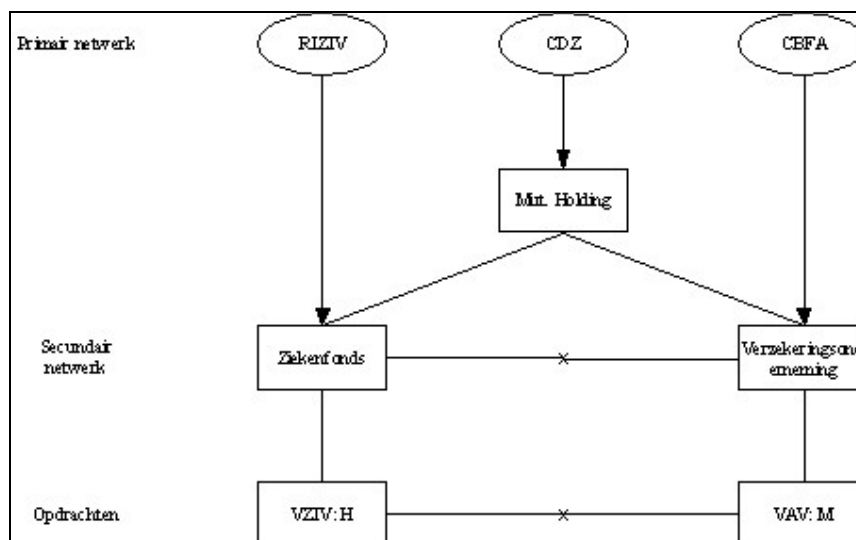 Primair netwerk
RIZIV
CDZ
CBFA
Mut. Holding
Secundair
netwerk
Ziekenfonds
Verzekeringsond
erneming
Opdrachten
VZIV: H
VAV: M